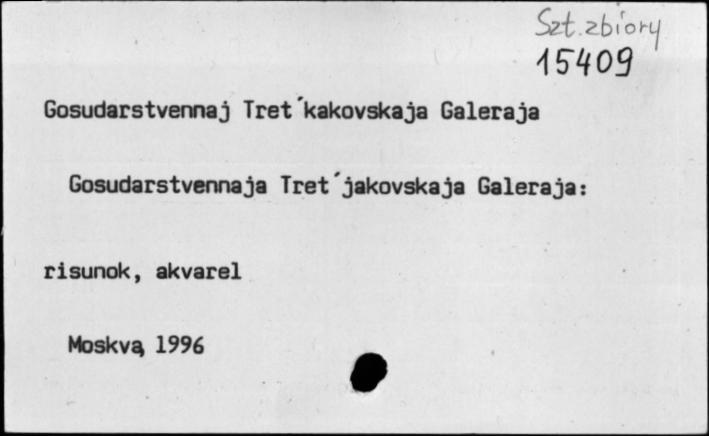 Szt. zbiory
15409
Gosudarstvennaj Tret´kakovskaja Galeraja
Gosudarstvennaja Tret´jakovskaja Galeraja:
risunok, akvarel
Moskva, 1996